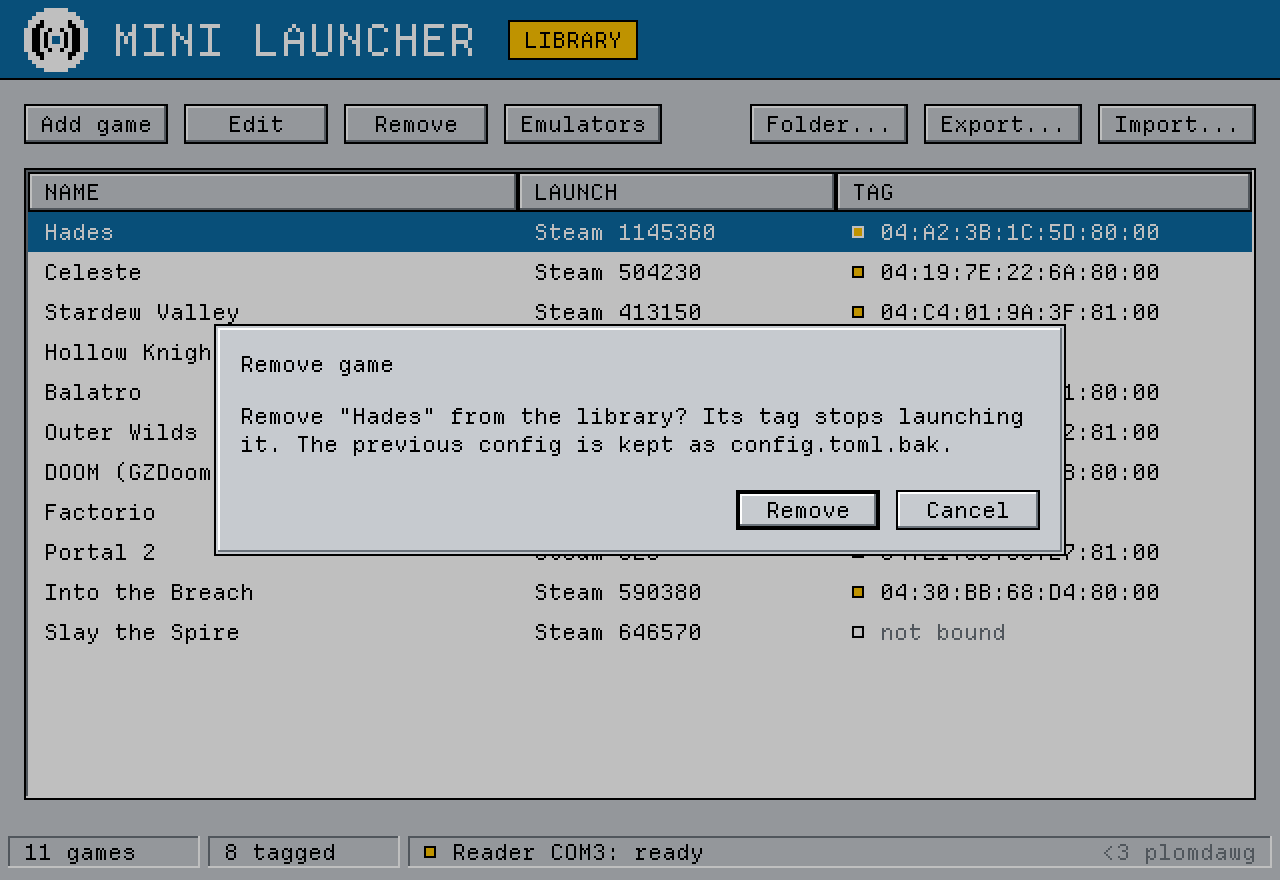 MINI LAUNCHER LIBRARY
Add game Edit Remove Emulators Folder... Export... Import...
NAME LAUNCH TAG
Hades Steam 1145360 04:A2:3B:1C:5D:80:00
Celeste Steam 504230 04:19:7E:22:6A:80:00
Stardew Valley Steam 413150 04:C4:01:9A:3F:81:00
Hollow Knigh
Balatro 1:80:00
Outer Wilds 2:81:00
DOOM (GZDoom :80:00
Factorio
Portal 2 :81:00
Remove game
Remove "Hades" from the library? Its tag stops launching
it. The previous config is kept as config.toml.bak.
Remove Cancel
Into the Breach Steam 590380 04:30:BB:68:D4:80:00
Slay the Spire Steam 646570 not bound
11 games 8 tagged Reader COM3: ready <3 plomdawg